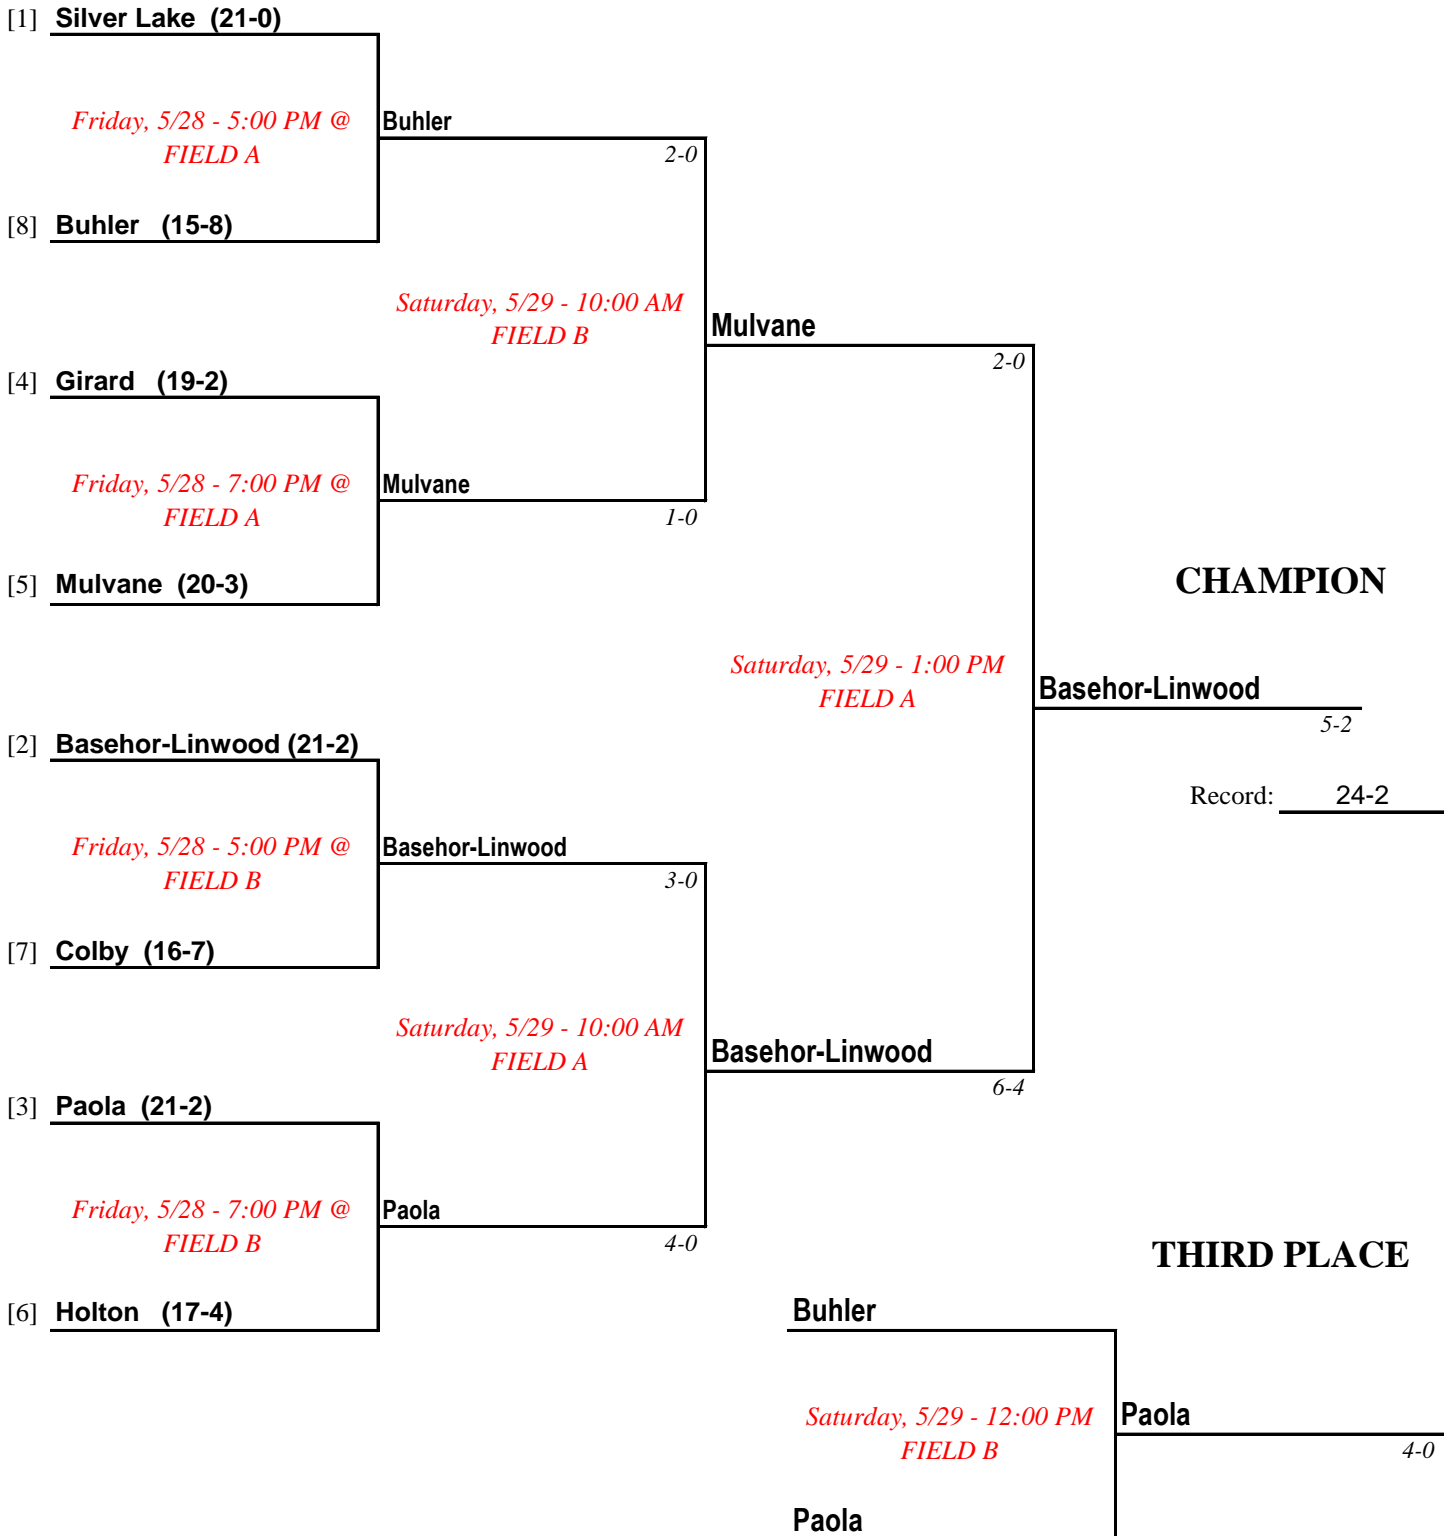 [1] Silver Lake (21-0)
Friday, 5/28 - 5:00 PM @
FIELD A
Buhler
2-0
[8] Buhler (15-8)
Saturday, 5/29 - 10:00 AM
FIELD B
Mulvane
2-0
[4] Girard (19-2)
Friday, 5/28 - 7:00 PM @
FIELD A
Mulvane
1-0
[5] Mulvane (20-3)
CHAMPION
Saturday, 5/29 - 1:00 PM
FIELD A
Basehor-Linwood
5-2
Record: 24-2
[2] Basehor-Linwood (21-2)
Friday, 5/28 - 5:00 PM @
FIELD B
Basehor-Linwood
3-0
[7] Colby (16-7)
Saturday, 5/29 - 10:00 AM
FIELD A
Basehor-Linwood
6-4
[3] Paola (21-2)
Friday, 5/28 - 7:00 PM @
FIELD B
Paola
4-0
[6] Holton (17-4)
THIRD PLACE
Buhler
Saturday, 5/29 - 12:00 PM
FIELD B
Paola
4-0
Paola